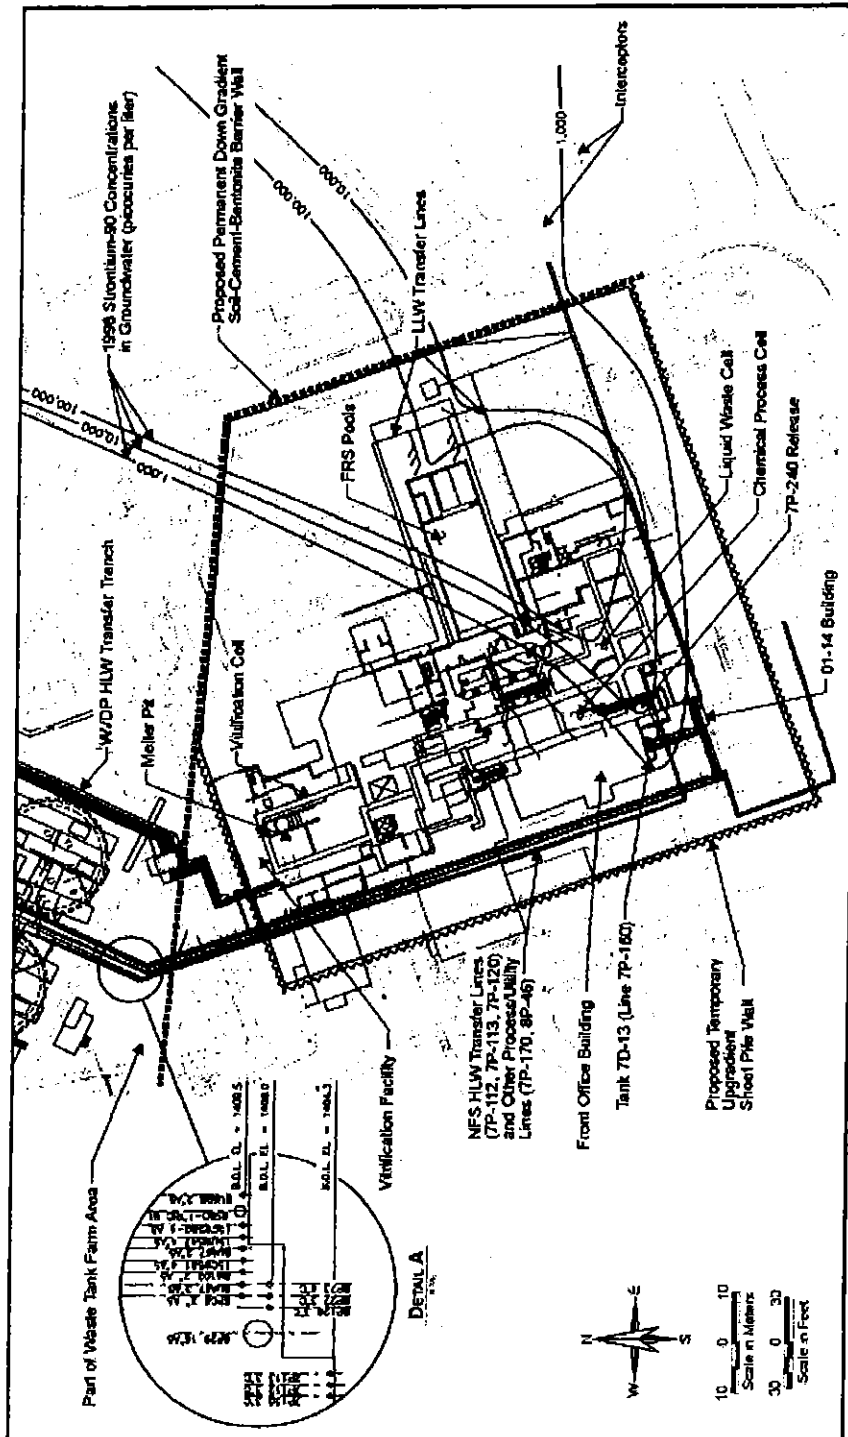 Part of Waste Tank Farm Area
Melter Pit
WVDP HLW Transfer Trench
Vitrification Cell
1,000
10,000
100,000
1998 Strontium-90 Concentrations
in Groundwater (picocuries per liter)
Proposed Permanent Down Gradient
Soil-Cement-Bentonite Barrier Wall
100,000
10,000
FRS Pools
LLW Transfer Lines
1,000
Interceptors
B.O.L. EL = 1408.0
DETAIL A
Vitrification Facility
NFS HLW Transfer Lines
(7P-112, 7P-113, 7P-120)
and Other Process/Utility
Lines (7P-170, 8P-46)
Front Office Building
Tank 7D-13 (Line 7P-160)
Proposed Temporary
Upgradient
Sheet Pile Wall
Liquid Waste Cell
Chemical Process Cell
7P-240 Release
01-14 Building
N
W
E
S
10 0 10
Scale in Meters
30 0 30
Scale in Feet